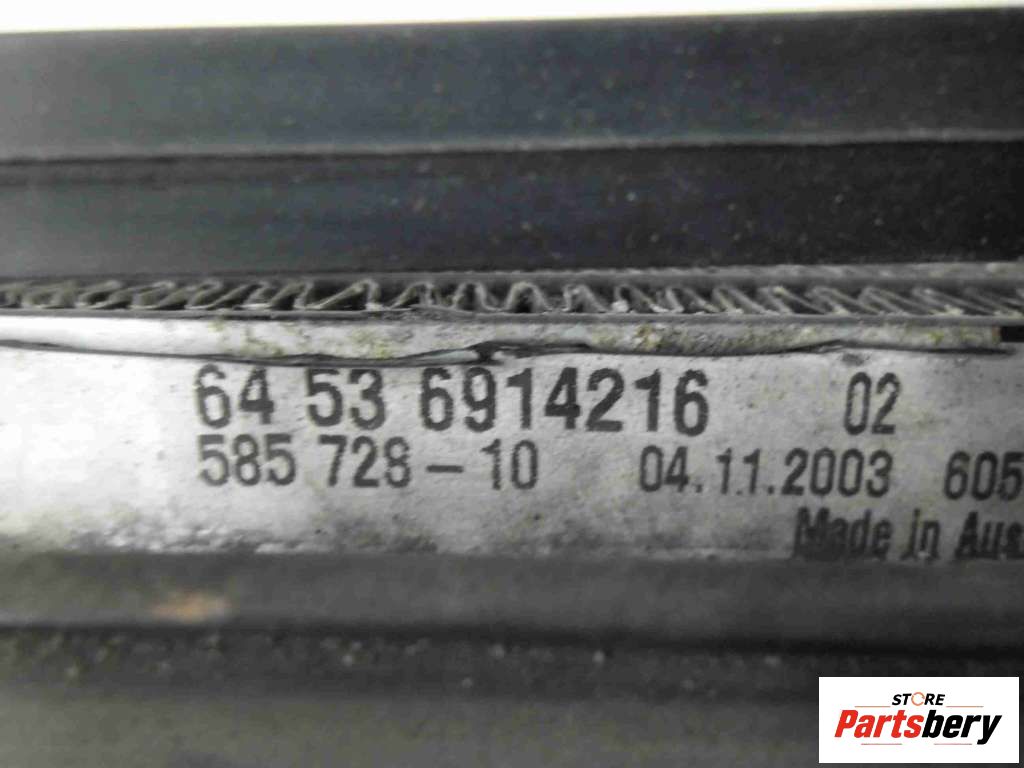 64 53 6914216 02
585 728-10 04.11.2003 605
Made in Aus
STORE
Partsbery